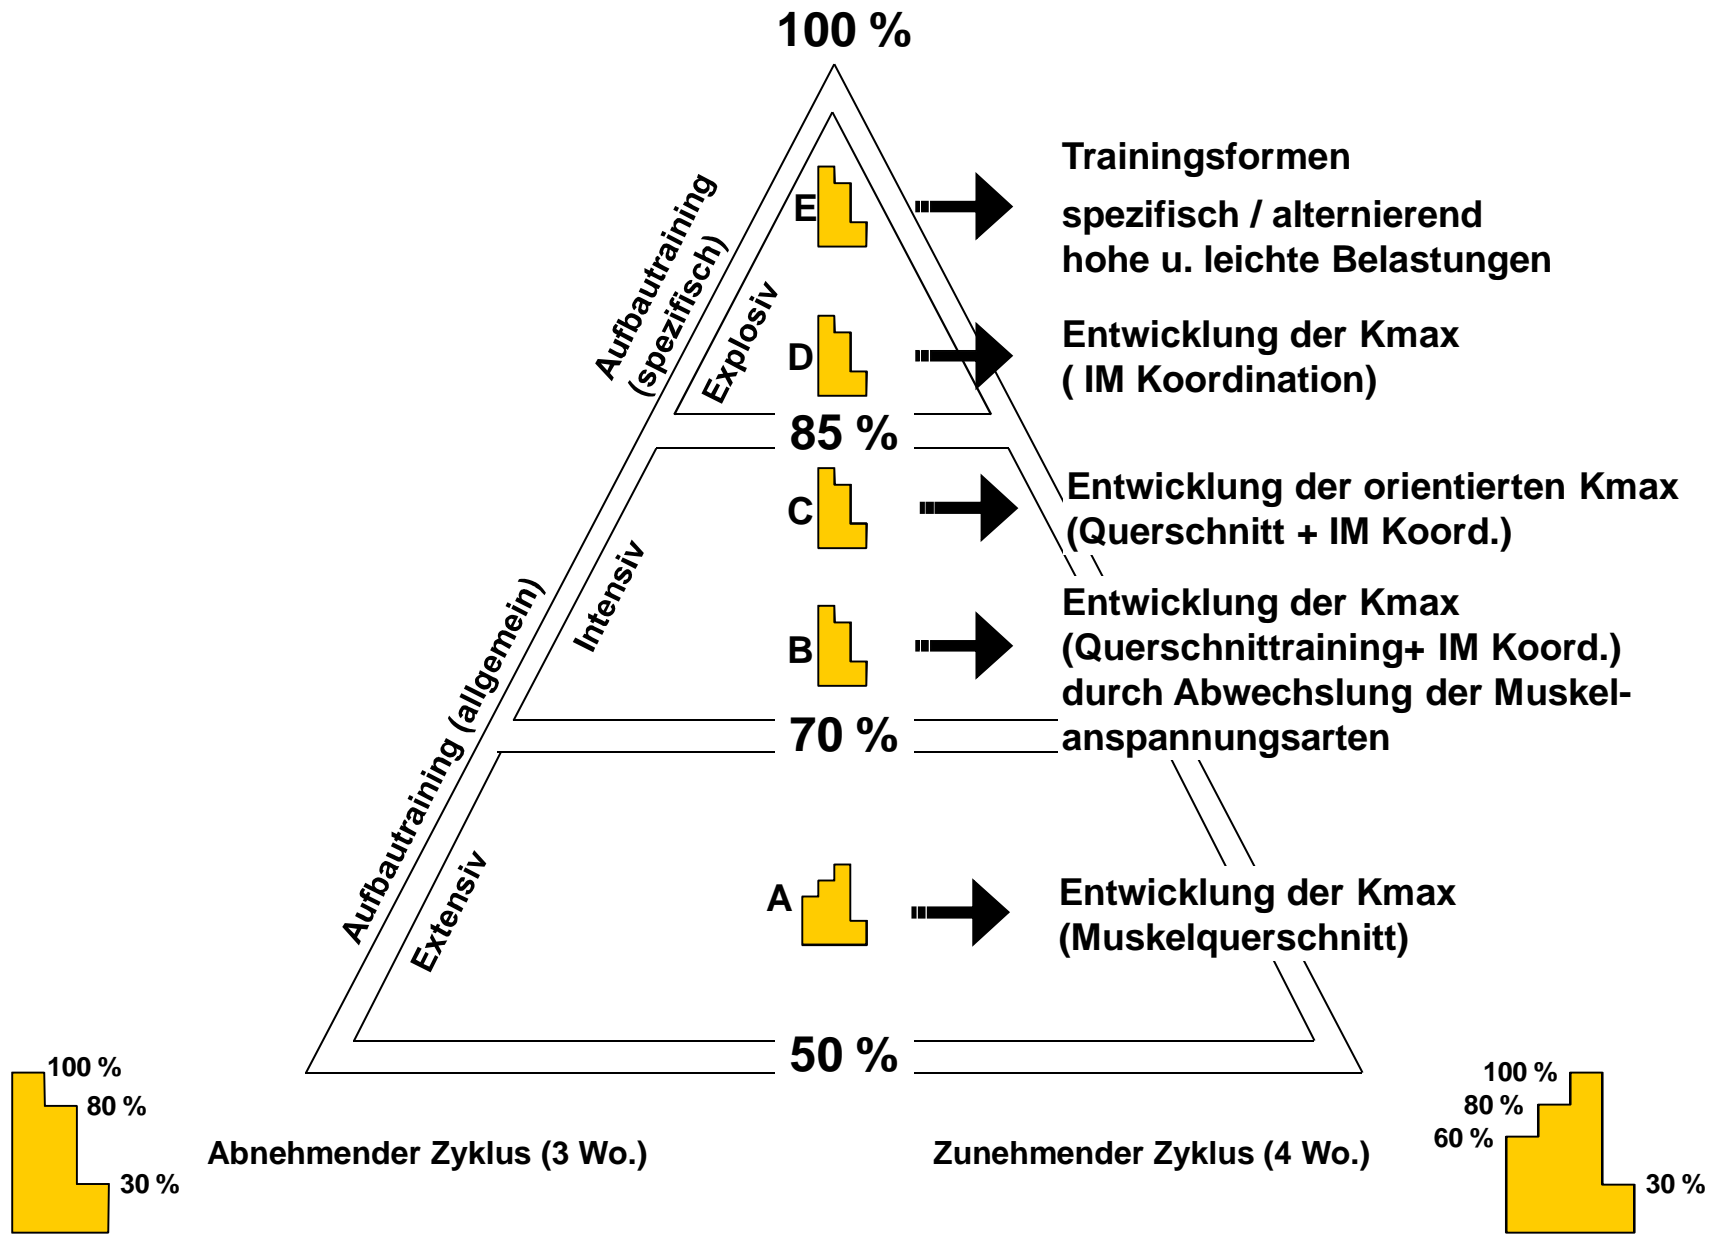 100 %
Trainingsformen
spezifisch / alternierend
hohe u. leichte Belastungen
E
Aufbautraining
(spezifisch)
Explosiv
D
Entwicklung der Kmax
( IM Koordination)
85 %
C
Entwicklung der orientierten Kmax
(Querschnitt + IM Koord.)
Intensiv
B
Entwicklung der Kmax
(Querschnittraining+ IM Koord.)
durch Abwechslung der Muskel-
anspannungsarten
70 %
Aufbautraining (allgemein)
Extensiv
A
Entwicklung der Kmax
(Muskelquerschnitt)
50 %
100 %
80 %
30 %
Abnehmender Zyklus (3 Wo.)
Zunehmender Zyklus (4 Wo.)
100 %
80 %
60 %
30 %